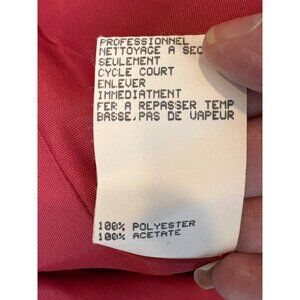 PROFESSIONNEL
NETTOYAGE A SEC
SEULEMENT
CYCLE COURT
ENLEVER
IMMEDIATMENT
FER A REPASSER TEMP
BASSE.PAS DE VAPEUR
100% POLYESTER
100% ACETATE